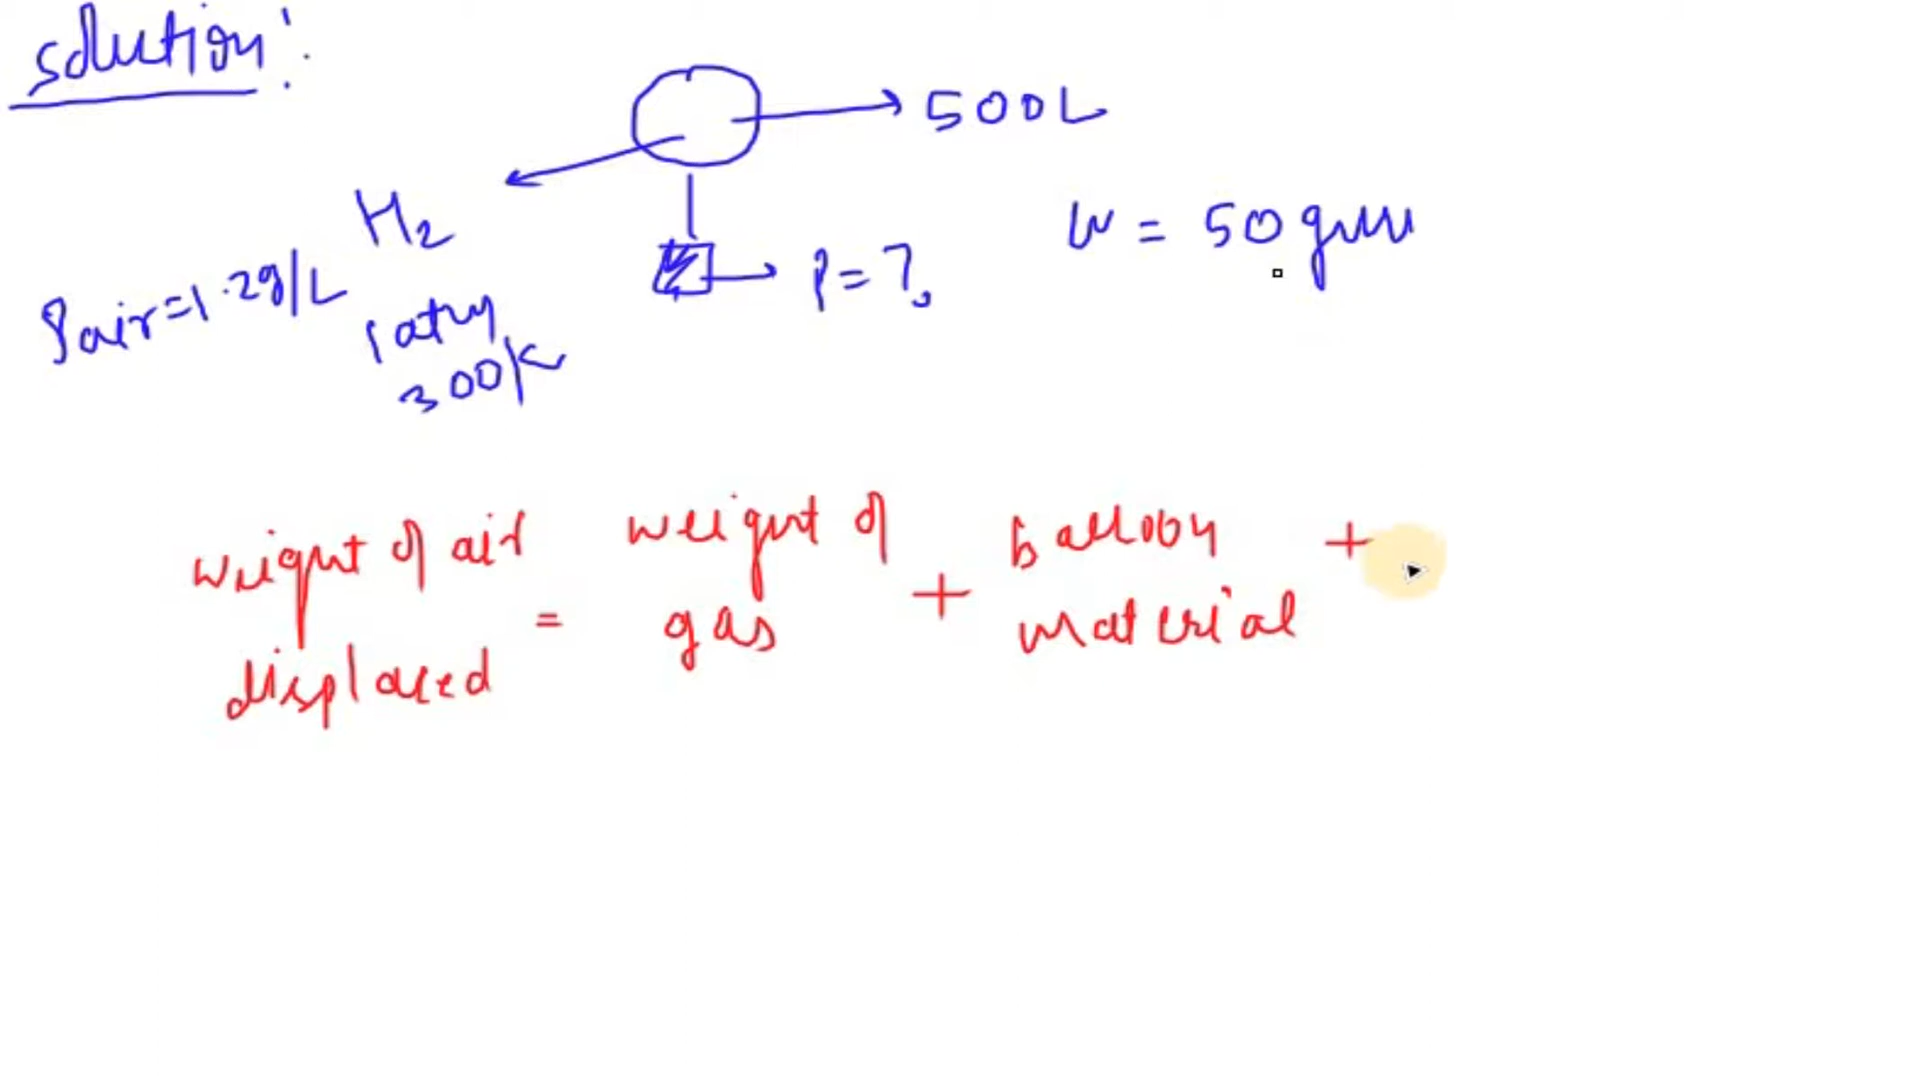 solution:
500L
H2
w = 50 gm
P = ?
ρair = 1.2g/L
1 atm
300K
weight of air displaced = weight of gas + balloon material +